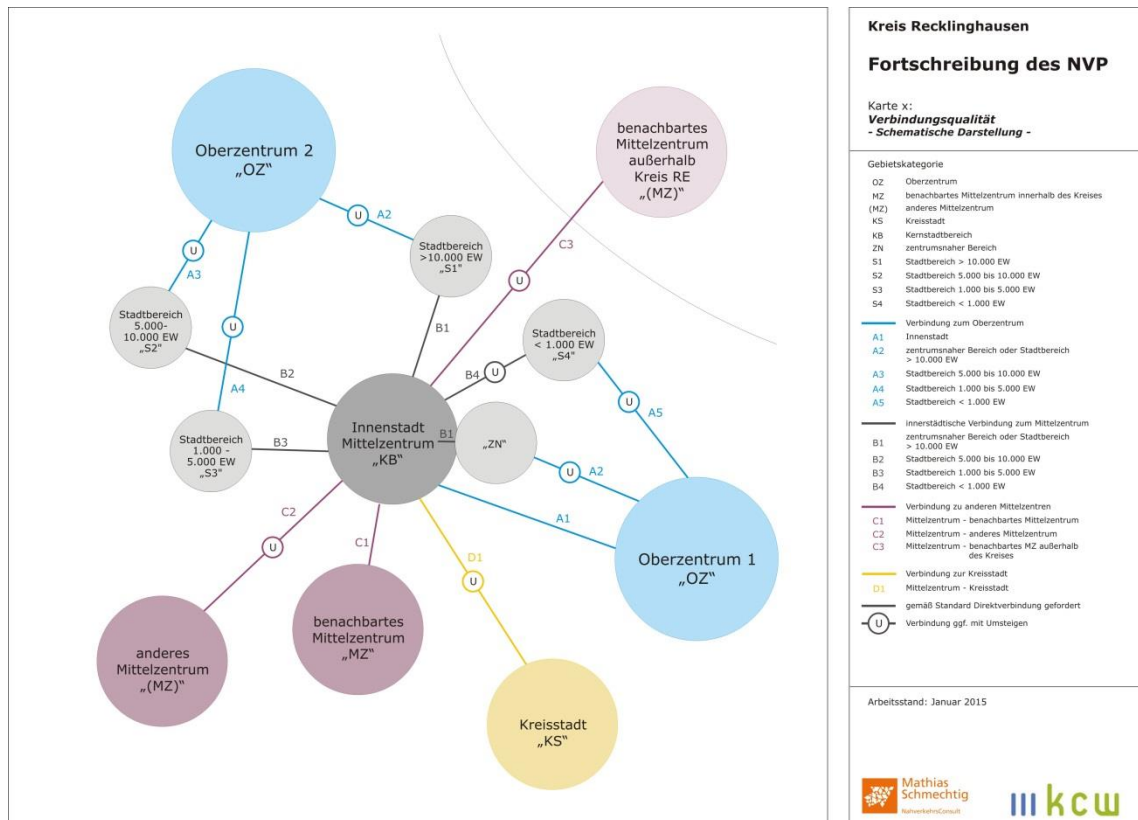 Oberzentrum 2
„OZ“
benachbartes
Mittelzentrum
außerhalb
Kreis RE
„(MZ)“
U
A2
U
A3
Stadtbereich
>10.000 EW
„S1“
C3
U
Stadtbereich
5.000-
10.000 EW
„S2“
U
B1
Stadtbereich
< 1.000 EW
„S4“
B2
B4
U
A4
U
A5
Innenstadt
Mittelzentrum
„KB“
B1
„ZN“
Stadtbereich
1.000 -
5.000 EW
„S3“
B3
U
A2
C2
U
C1
A1
D1
U
Oberzentrum 1
„OZ“
benachbartes
Mittelzentrum
„MZ“
anderes
Mittelzentrum
„(MZ)“
Kreisstadt
„KS“
Kreis Recklinghausen
Fortschreibung des NVP
Karte x:
Verbindungsqualität
- Schematische Darstellung -
Gebietskategorie
OZ Oberzentrum
MZ benachbartes Mittelzentrum innerhalb des Kreises
(MZ) anderes Mittelzentrum
KS Kreisstadt
KB Kernstadtbereich
ZN zentrumsnaher Bereich
S1 Stadtbereich > 10.000 EW
S2 Stadtbereich 5.000 bis 10.000 EW
S3 Stadtbereich 1.000 bis 5.000 EW
S4 Stadtbereich < 1.000 EW
Verbindung zum Oberzentrum
A1 Innenstadt
A2 zentrumsnaher Bereich oder Stadtbereich
> 10.000 EW
A3 Stadtbereich 5.000 bis 10.000 EW
A4 Stadtbereich 1.000 bis 5.000 EW
A5 Stadtbereich < 1.000 EW
innerstädtische Verbindung zum Mittelzentrum
B1 zentrumsnaher Bereich oder Stadtbereich
> 10.000 EW
B2 Stadtbereich 5.000 bis 10.000 EW
B3 Stadtbereich 1.000 bis 5.000 EW
B4 Stadtbereich < 1.000 EW
Verbindung zu anderen Mittelzentren
C1 Mittelzentrum - benachbartes Mittelzentrum
C2 Mittelzentrum - anderes Mittelzentrum
C3 Mittelzentrum - benachbartes MZ außerhalb
des Kreises
Verbindung zur Kreisstadt
D1 Mittelzentrum - Kreisstadt
gemäß Standard Direktverbindung gefordert
U Verbindung ggf. mit Umsteigen
Arbeitsstand: Januar 2015
Mathias
Schmechtig
NahverkehrsConsult
kcw